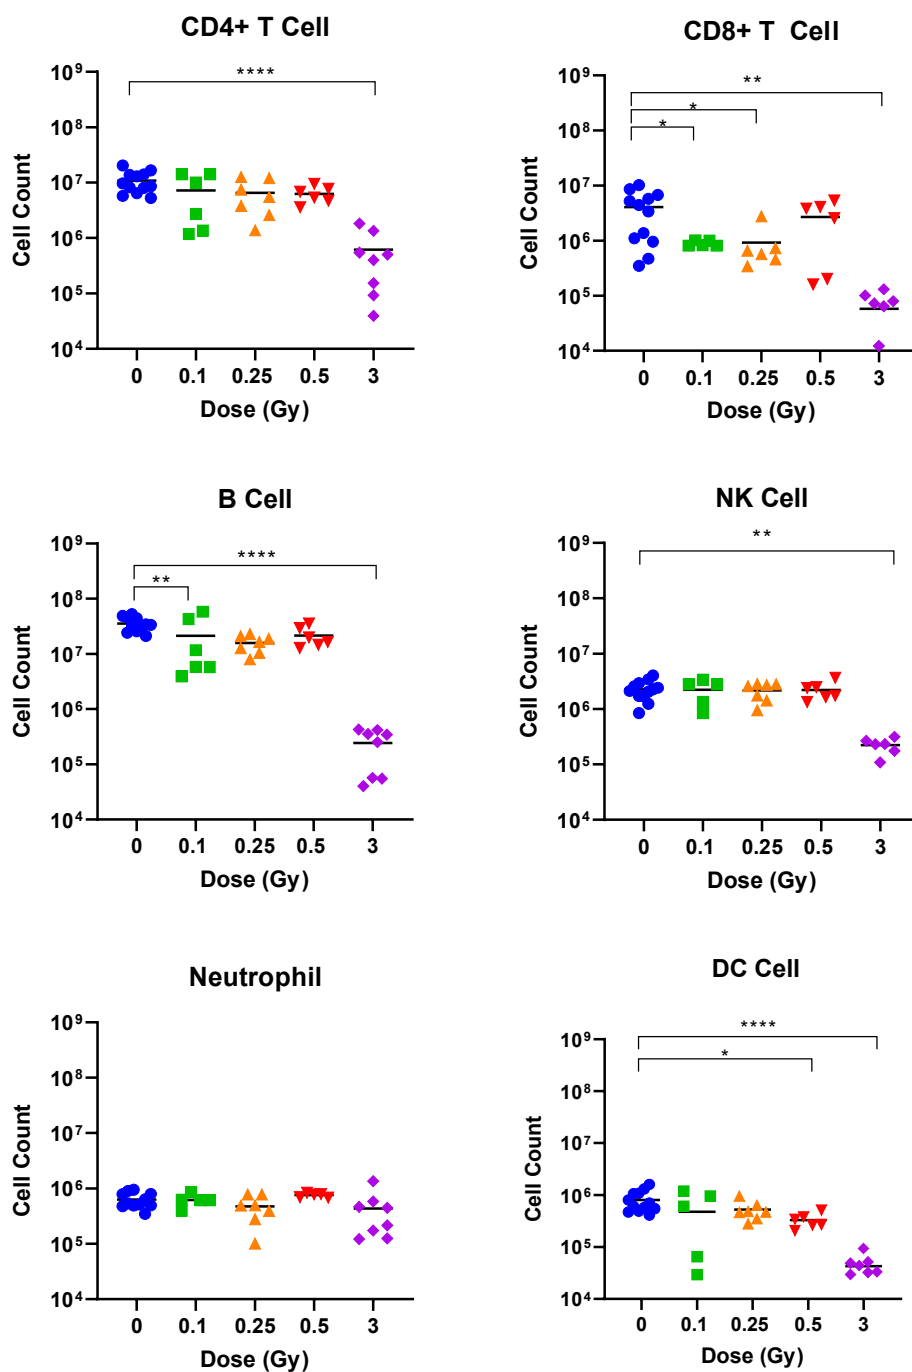 CD4+ T Cell
****
Cell Count
10⁹
10⁸
10⁷
10⁶
10⁵
10⁴
0 0.1 0.25 0.5 3
Dose (Gy)
CD8+ T Cell
**
*
*
Cell Count
10⁹
10⁸
10⁷
10⁶
10⁵
10⁴
0 0.1 0.25 0.5 3
Dose (Gy)
B Cell
****
**
Cell Count
10⁹
10⁸
10⁷
10⁶
10⁵
10⁴
0 0.1 0.25 0.5 3
Dose (Gy)
NK Cell
**
Cell Count
10⁹
10⁸
10⁷
10⁶
10⁵
10⁴
0 0.1 0.25 0.5 3
Dose (Gy)
Neutrophil
Cell Count
10⁹
10⁸
10⁷
10⁶
10⁵
10⁴
0 0.1 0.25 0.5 3
Dose (Gy)
DC Cell
****
*
Cell Count
10⁹
10⁸
10⁷
10⁶
10⁵
10⁴
0 0.1 0.25 0.5 3
Dose (Gy)